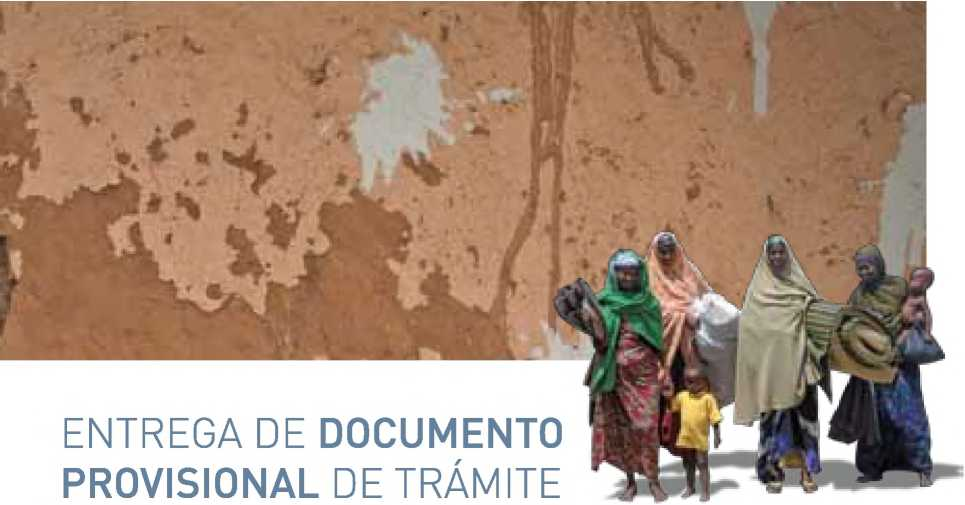 ENTREGA DE DOCUMENTO
PROVISIONAL DE TRÁMITE